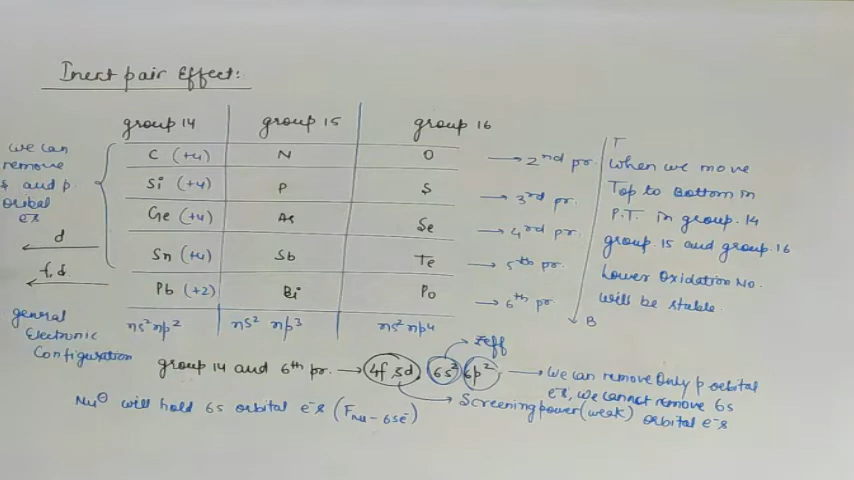 Inert pair Effect:
group 14 group 15 group 16
we can remove s and p orbital e⁻s
C (+4) N O → 2nd pr.
Si (+4) P S → 3rd pr.
Ge (+4) As Se → 4rd pr.
d
Sn (+4) Sb Te → 5th pr.
f, d
Pb (+2) Bi Po → 6th pr
ns² np² ns² np³ ns² np⁴
T
when we move
Top to Bottom in
P.T. in group. 14
group. 15 and group 16
Lower Oxidation No.
will be stable.
B
general
Electronic
Configuration
Zeff
group 14 and 6th pr. → 4f, 5d, 6s² 6p² → we can remove Only p orbital
e⁻s, we cannot remove 6s
orbital e⁻s
Screening power (weak)
Nu⊖ will hold 6s orbital e⁻s (F Nu - 6s e⁻)